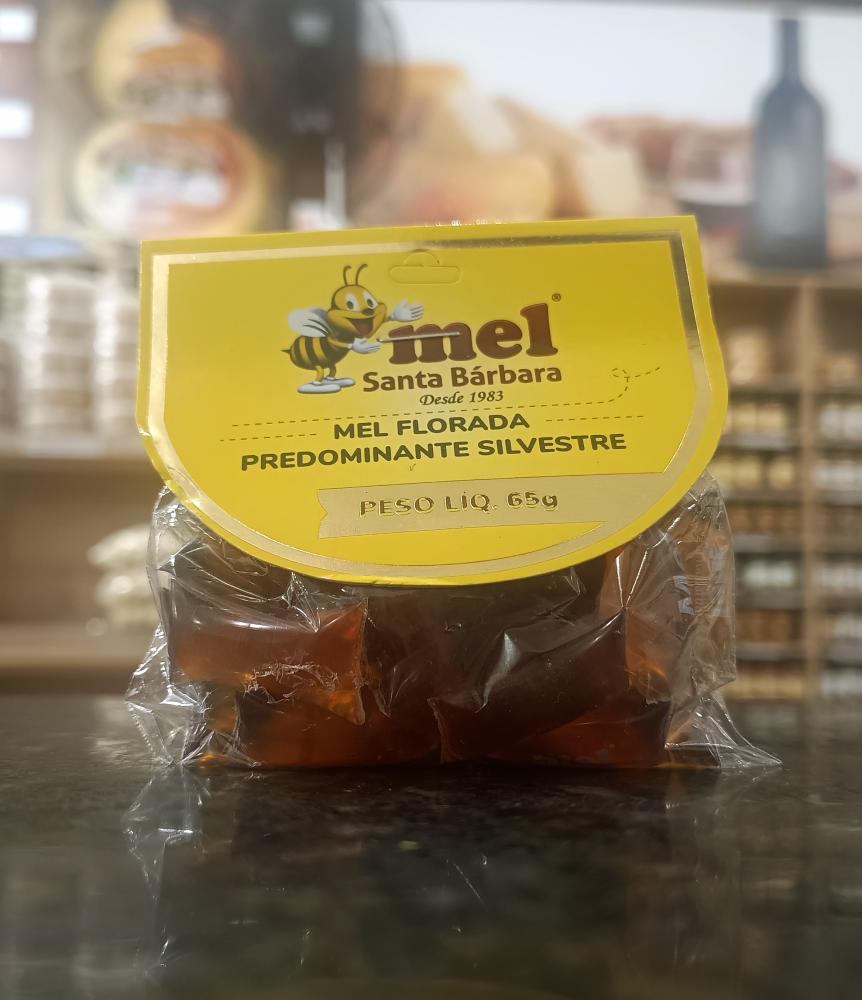 mel®
Santa Bárbara
Desde 1983
MEL FLORADA
PREDOMINANTE SILVESTRE
PESO LÍQ. 65g